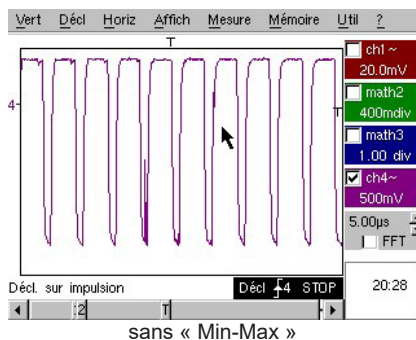 Vert Décl Horiz Affich Mesure Mémoire Util ?
T
ch1~
20.0mV
math2
400mdiv
4-
T
math3
1.00 div
ch4~
500mV
5.00µs
FFT
Décl. sur impulsion
Décl 4 STOP
20:28
2
T
sans « Min-Max »